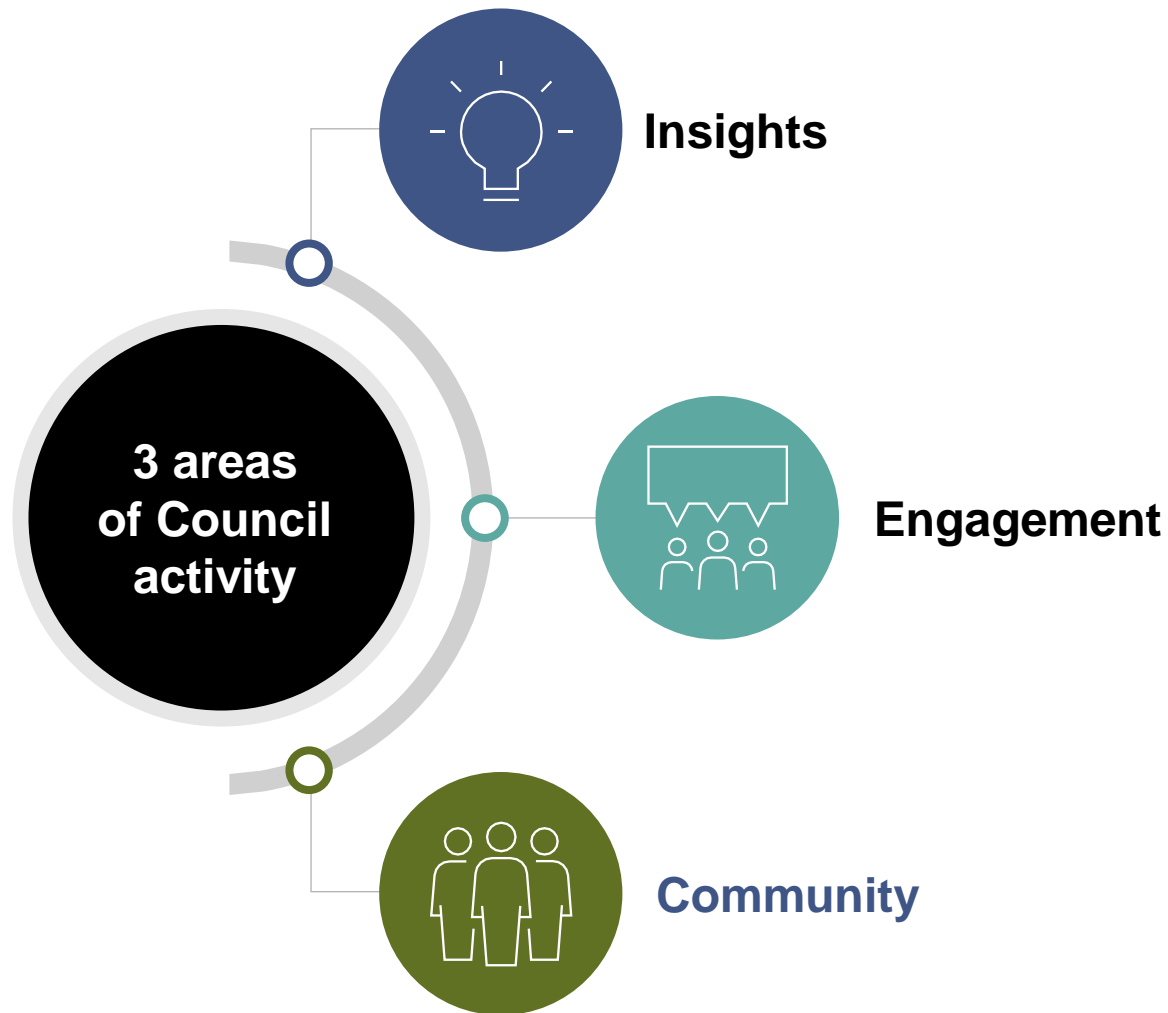 Insights
3 areas
of Council
activity
Engagement
Community